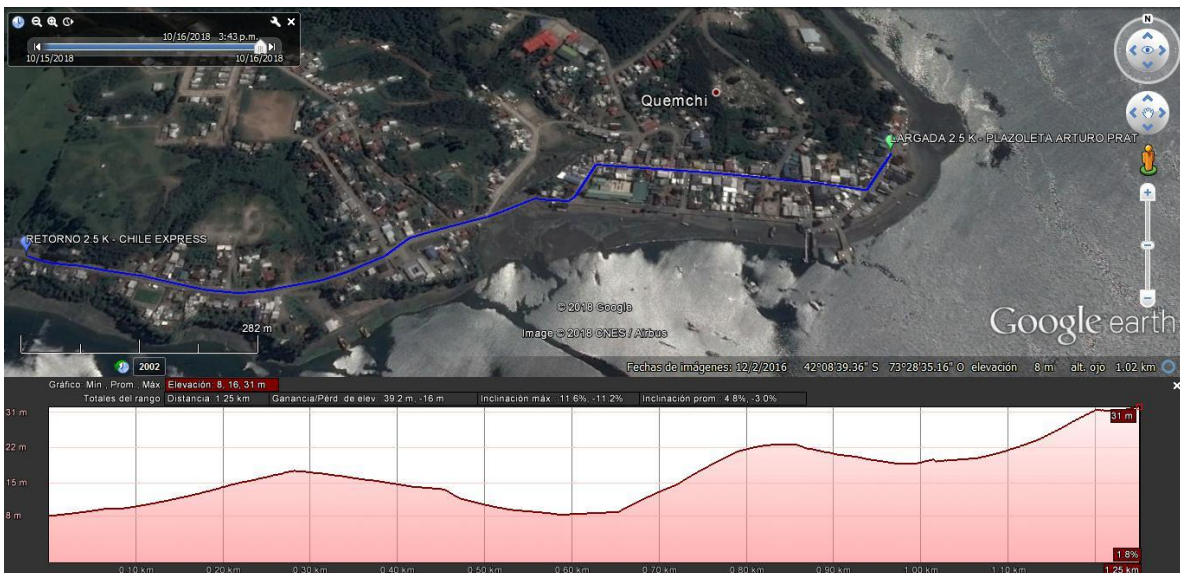 10/16/2018 3:43 p.m.
10/15/2018 10/16/2018
N
Quemchi
LARGADA 2.5 K - PLAZOLETA ARTURO PRAT
RETORNO 2.5 K - CHILE EXPRESS
© 2018 Google
282 m
Image © 2018 CNES / Airbus
Google earth
2002
Fechas de imágenes: 12/2/2016 42°08'39.36" S 73°28'35.16" O elevación 8 m alt. ojo 1.02 km
Gráfico: Mín., Prom., Máx. Elevación: 8, 16, 31 m
Totales del rango: Distancia: 1.25 km Ganancia/Pérd. de elev.: 39.2 m, -16 m Inclinación máx.: 11.6%, -11.2% Inclinación prom.: 4.8%, -3.0%
31 m
31 m
22 m
15 m
8 m
1.8%
0.10 km 0.20 km 0.30 km 0.40 km 0.50 km 0.60 km 0.70 km 0.80 km 0.90 km 1.00 km 1.10 km 1.25 km